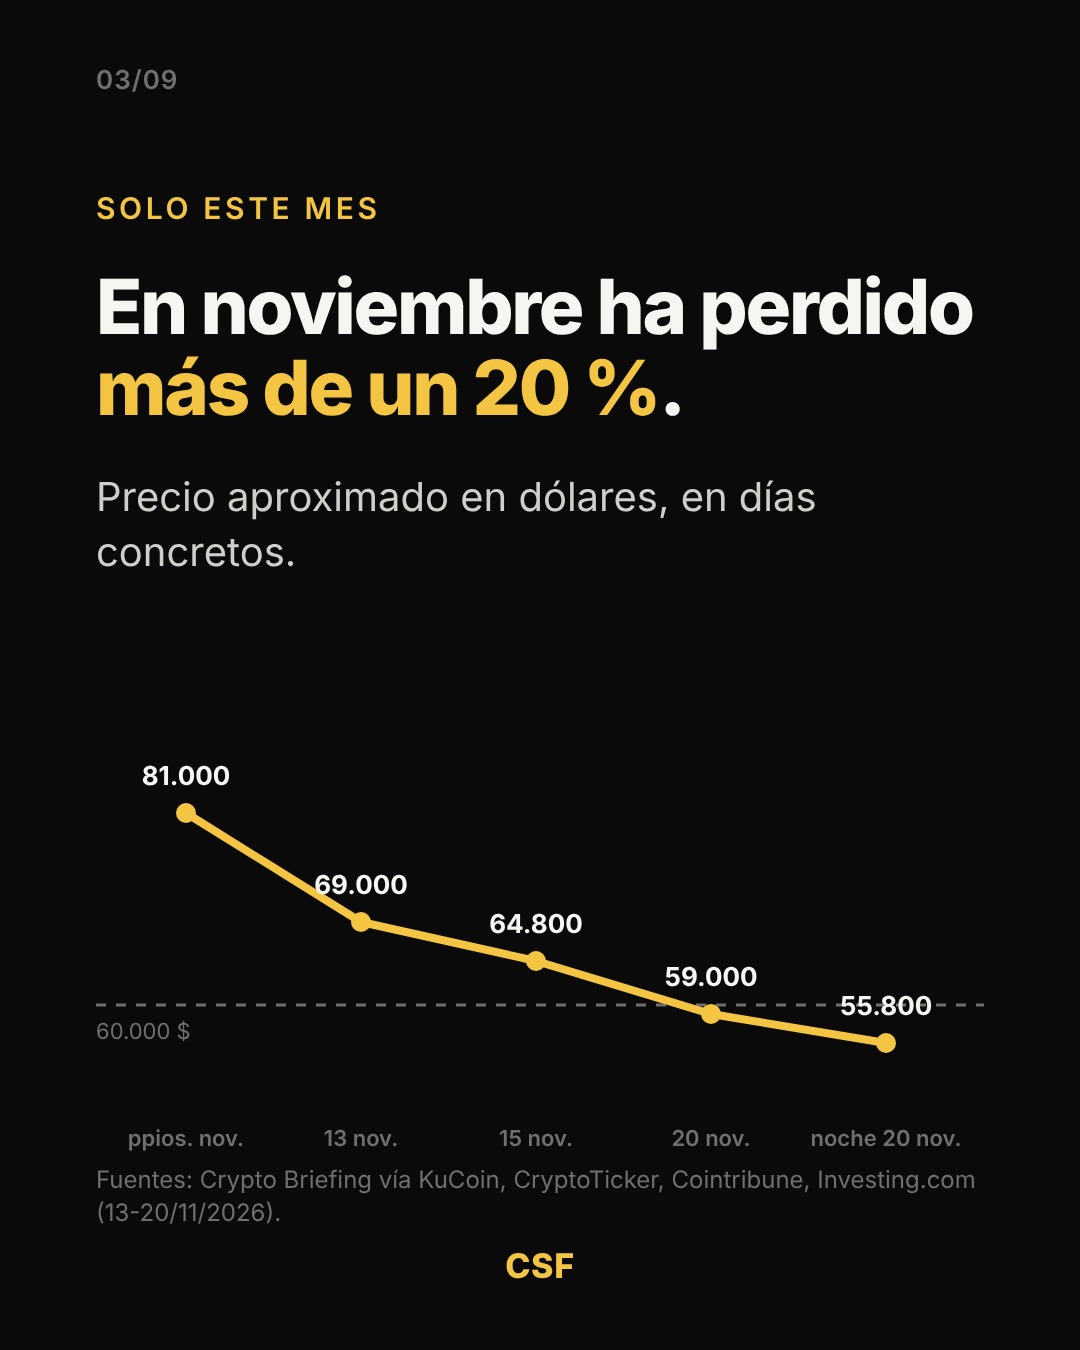 03/09
SOLO ESTE MES
En noviembre ha perdido
más de un 20 %.
Precio aproximado en dólares, en días
concretos.
81.000
69.000
64.800
59.000
55.800
60.000 $
ppios. nov.
13 nov.
15 nov.
20 nov.
noche 20 nov.
Fuentes: Crypto Briefing vía KuCoin, CryptoTicker, Cointribune, Investing.com
(13-20/11/2026).
CSF